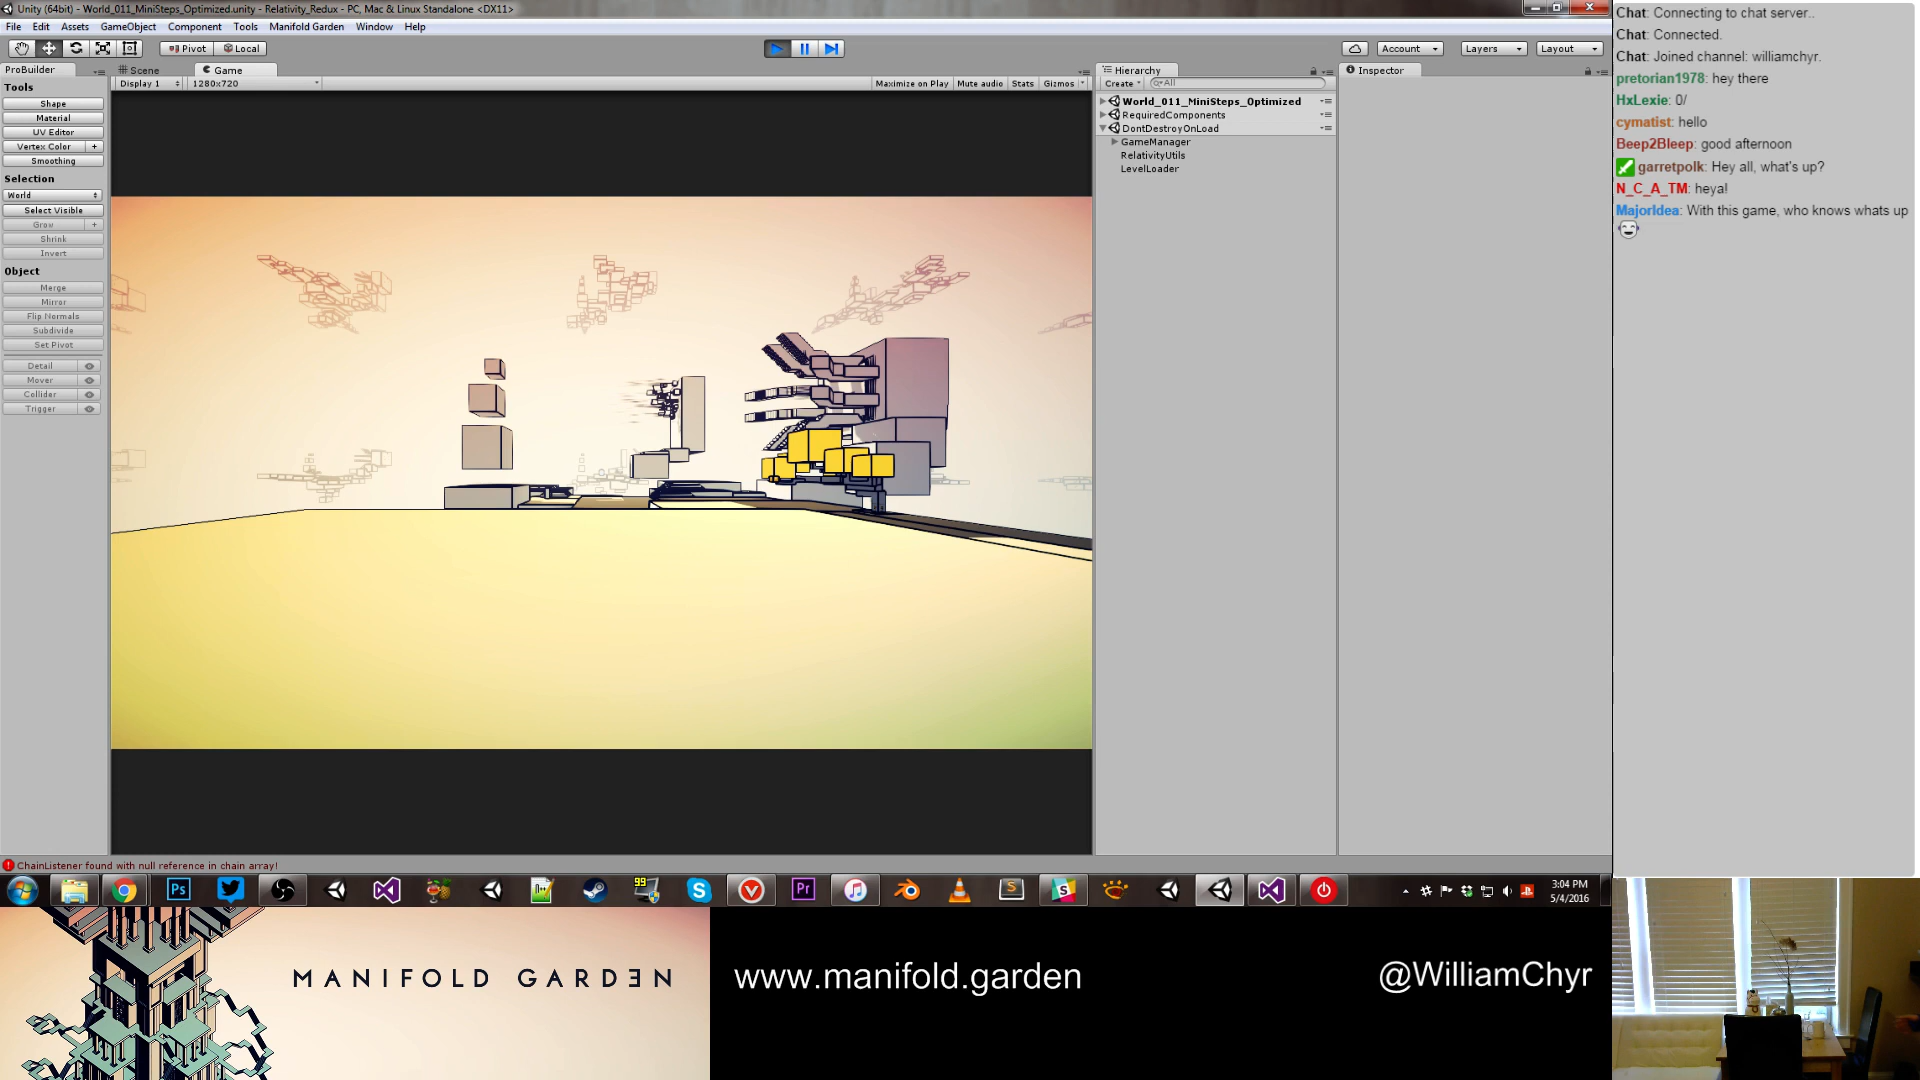 Unity (64bit) - World_011_MiniSteps_Optimized.unity - Relativity_Redux - PC, Mac & Linux Standalone <DX11>
File Edit Assets GameObject Component Tools Manifold Garden Window Help
Pivot Local
Account Layers Layout
ProBuilder
Tools
Shape
Material
UV Editor
Vertex Color +
Smoothing
Selection
World
Select Visible
Grow +
Shrink
Invert
Object
Merge
Mirror
Flip Normals
Subdivide
Set Pivot
Detail
Mover
Collider
Trigger
Scene Game
Display 1 1280x720 Maximize on Play Mute audio Stats Gizmos
Hierarchy
Create All
World_011_MiniSteps_Optimized
RequiredComponents
DontDestroyOnLoad
GameManager
RelativityUtils
LevelLoader
Inspector
Chat: Connecting to chat server..
Chat: Connected.
Chat: Joined channel: williamchyr.
pretorian1978: hey there
HxLexie: 0/
cymatist: hello
Beep2Bleep: good afternoon
garretpolk: Hey all, what's up?
N_C_A_TM: heya!
MajorIdea: With this game, who knows whats up
ChainListener found with null reference in chain array!
Ps
99
Pr
S
3:04 PM
5/4/2016
MANIFOLD GARDƎN
www.manifold.garden
@WilliamChyr